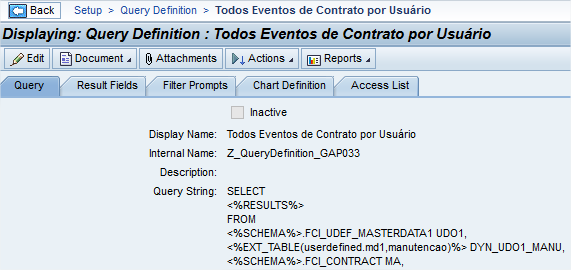 Back Setup > Query Definition > Todos Eventos de Contrato por Usuário
Displaying: Query Definition : Todos Eventos de Contrato por Usuário
Edit Document Attachments Actions Reports
Query Result Fields Filter Prompts Chart Definition Access List
Inactive
Display Name: Todos Eventos de Contrato por Usuário
Internal Name: Z_QueryDefinition_GAP033
Description:
Query String: SELECT
<%RESULTS%>
FROM
<%SCHEMA%>.FCI_UDEF_MASTERDATA1 UDO1,
<%EXT_TABLE(userdefined.md1,manutencao)%> DYN_UDO1_MANU,
<%SCHEMA%>.FCI_CONTRACT MA,